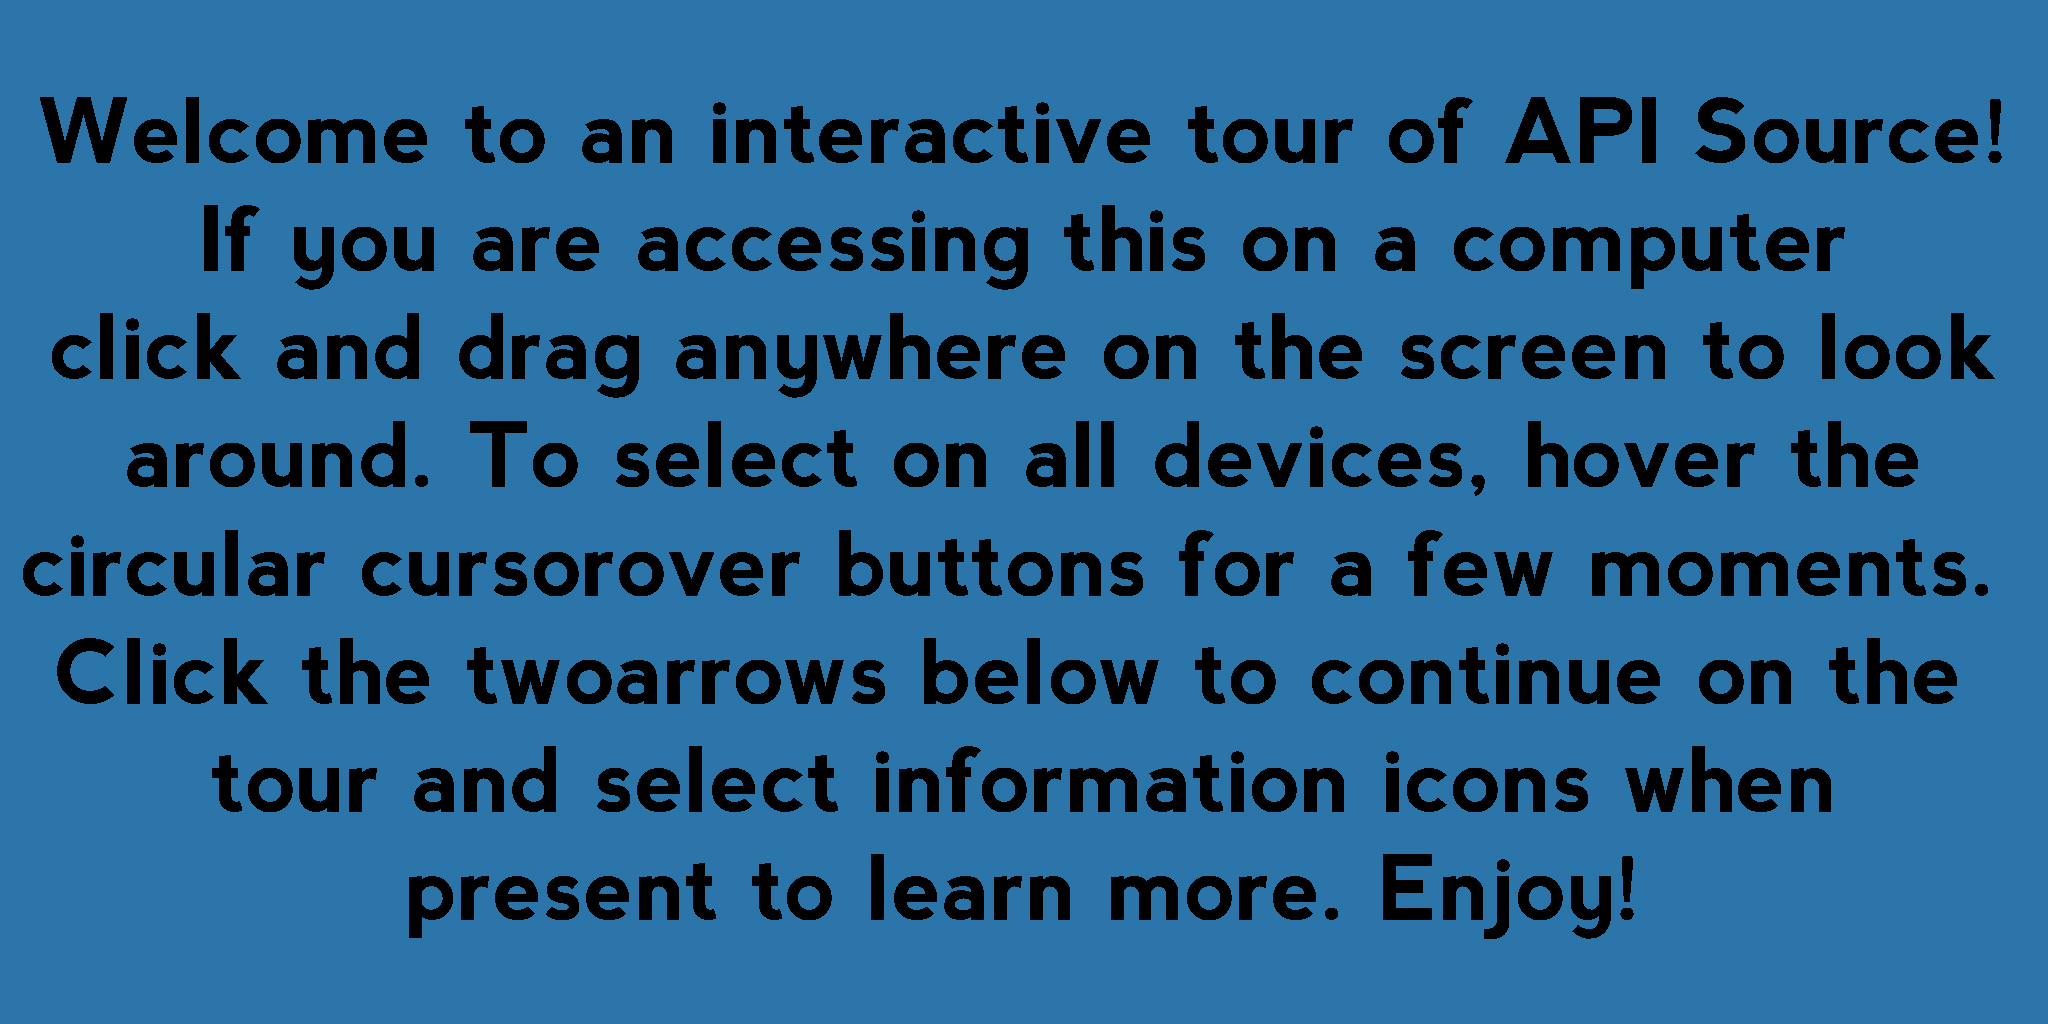 Welcome to an interactive tour of API Source!
If you are accessing this on a computer
click and drag anywhere on the screen to look
around. To select on all devices, hover the
circular cursorover buttons for a few moments.
Click the twoarrows below to continue on the
tour and select information icons when
present to learn more. Enjoy!